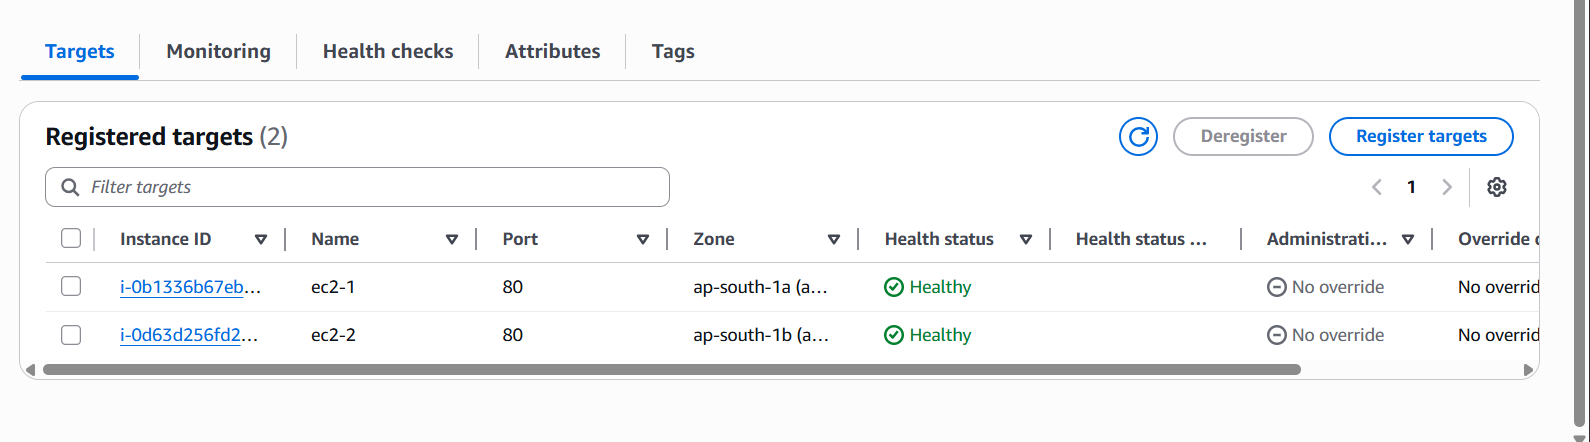 Targets Monitoring Health checks Attributes Tags
Registered targets (2) Deregister Register targets
Filter targets 1
Instance ID Name Port Zone Health status Health status ... Administrati... Override
i-0b1336b67eb... ec2-1 80 ap-south-1a (a... Healthy No override No overrid
i-0d63d256fd2... ec2-2 80 ap-south-1b (a... Healthy No override No overrid